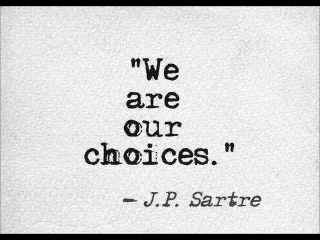 "We
are
our
choices."
— J.P. Sartre